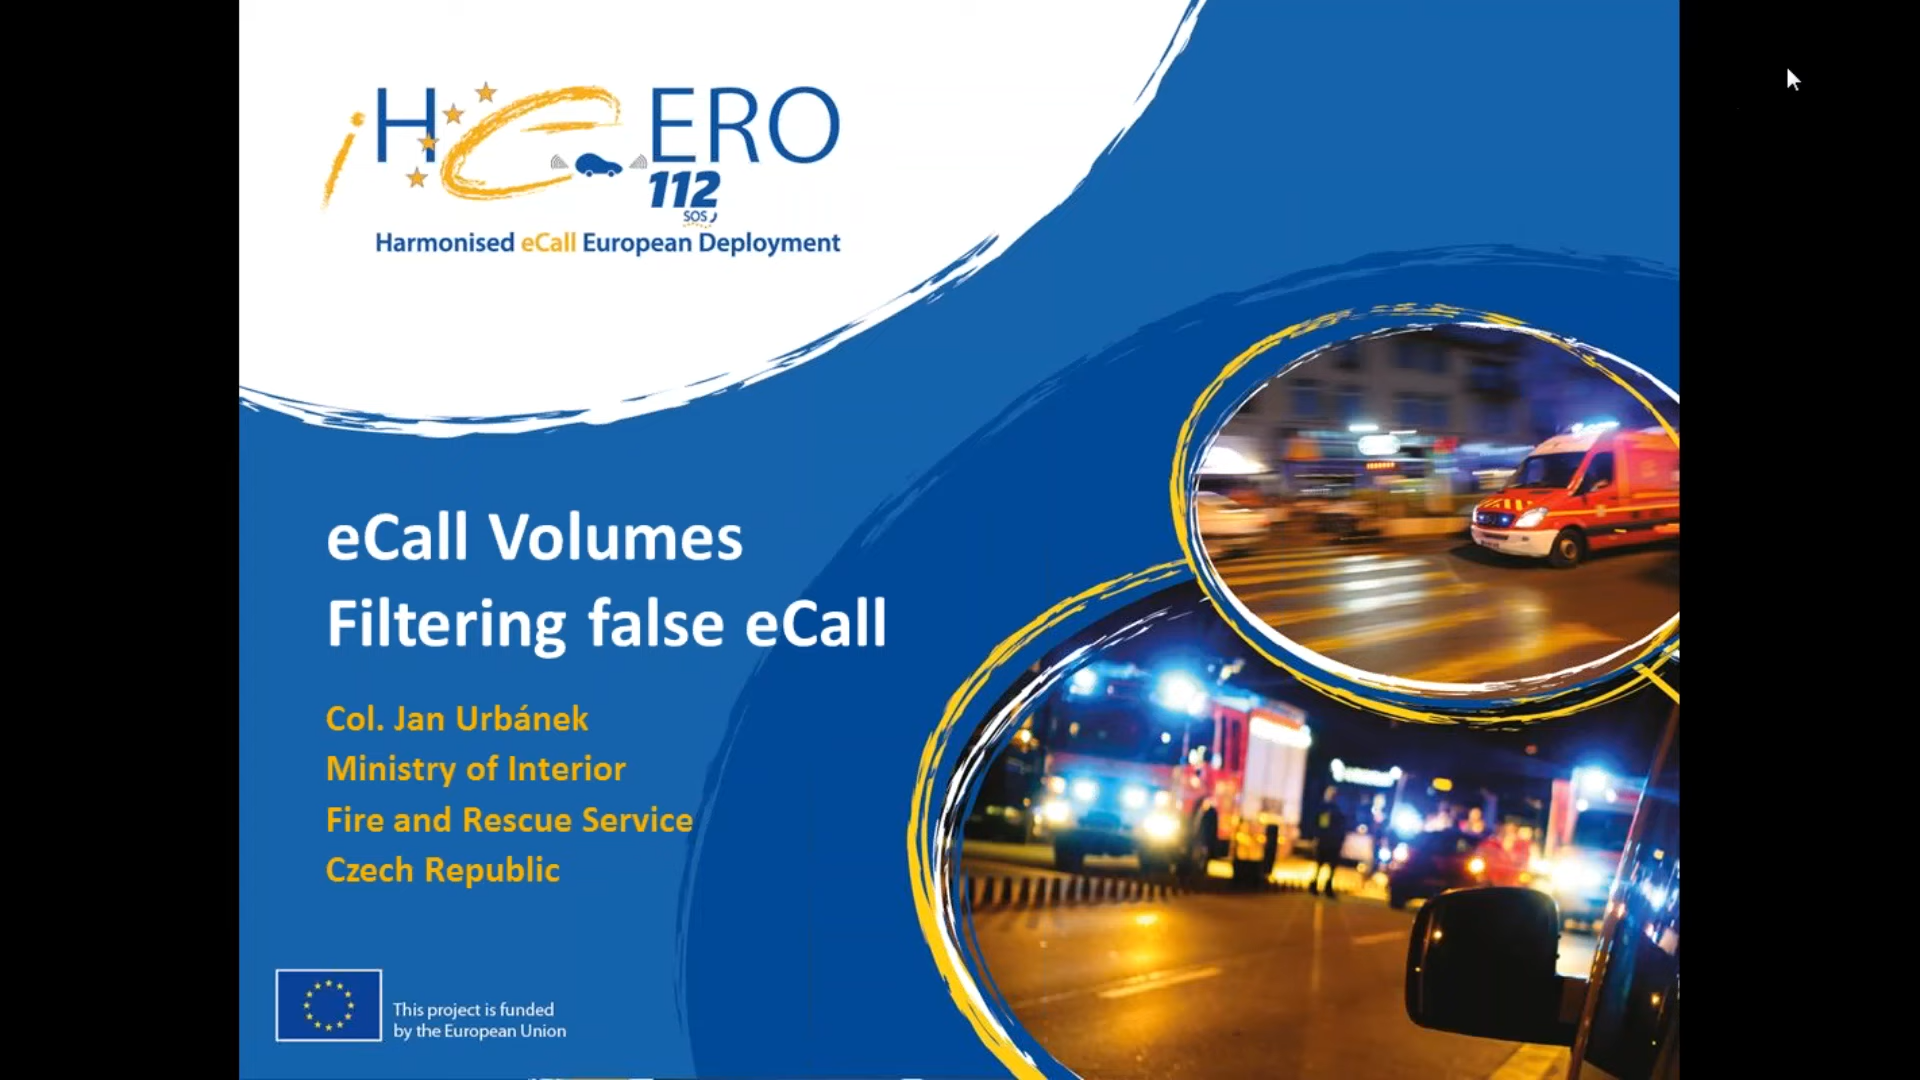 iHeERO
112
SOS
Harmonised eCall European Deployment
eCall Volumes
Filtering false eCall
Col. Jan Urbánek
Ministry of Interior
Fire and Rescue Service
Czech Republic
This project is funded
by the European Union